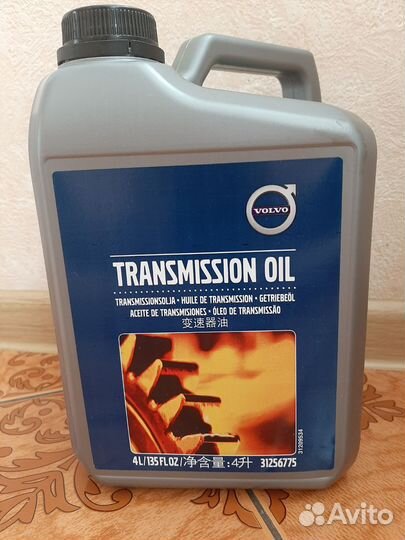 VOLVO
TRANSMISSION OIL
TRANSMISSIONSOLJA • HUILE DE TRANSMISSION • GETRIEBEÖL
ACEITE DE TRANSMISIONES • ÓLEO DE TRANSMISSÃO
变速器油
31289534
4L/135 FL OZ/净含量:4升 31256775
Avito